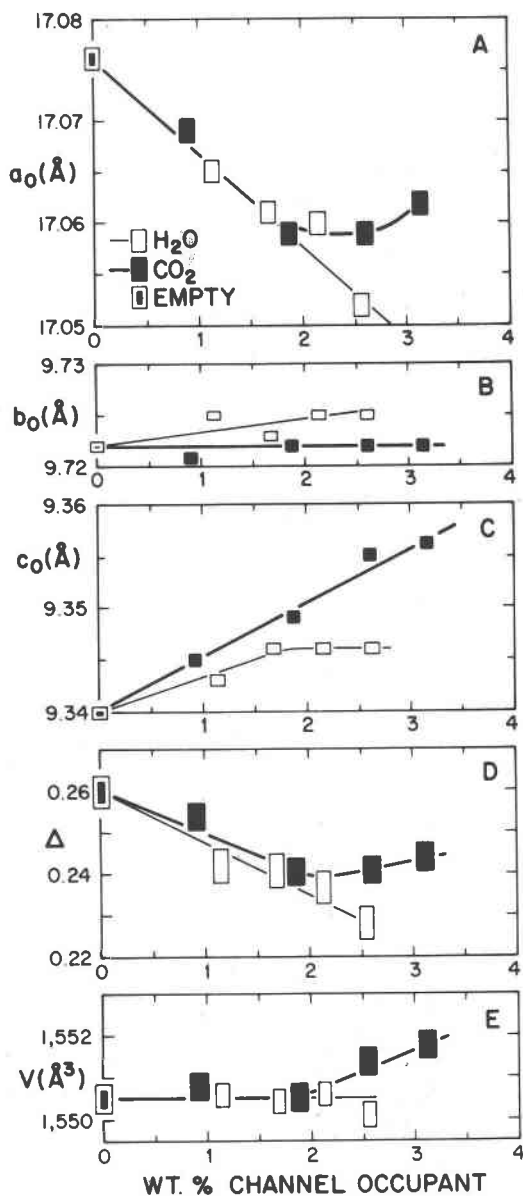 17.08
A
17.07
a₀(Å)
17.06
H₂O
CO₂
EMPTY
17.05
0 1 2 3 4
9.73
B
b₀(Å)
9.72
0 1 2 3 4
9.36
C
c₀(Å)
9.35
9.34
0 1 2 3 4
D
0.26
Δ
0.24
0.22
0 1 2 3 4
E
1,552
V(Å³)
1,550
0 1 2 3 4
WT. % CHANNEL OCCUPANT